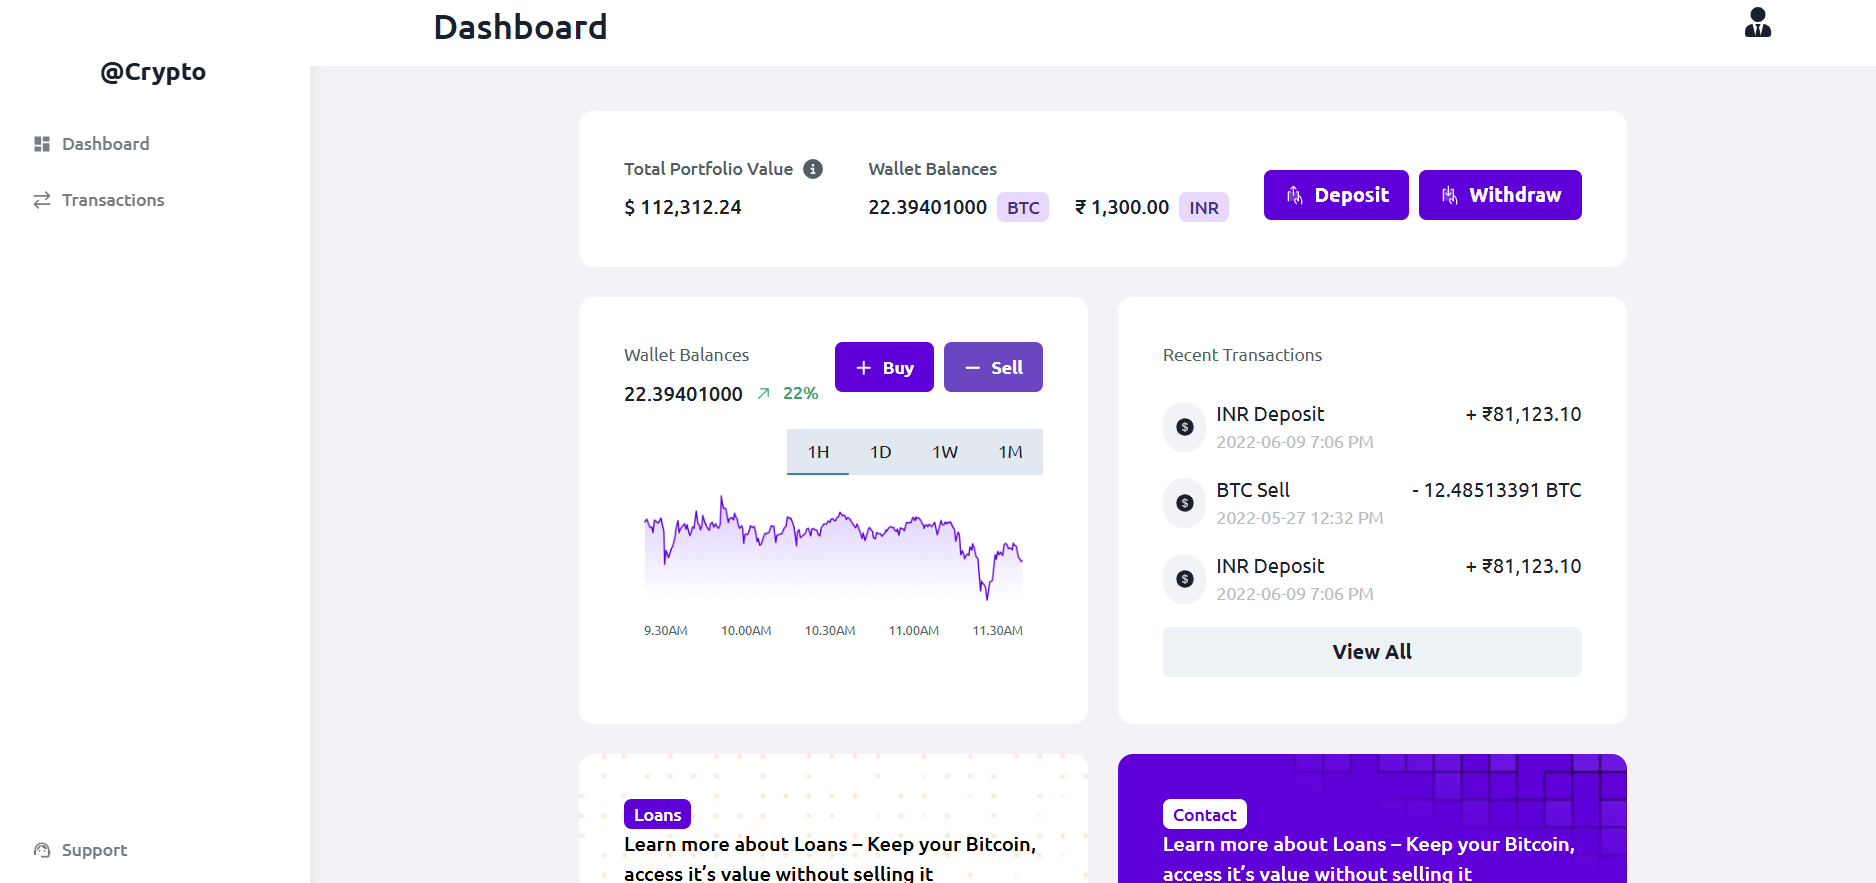 Dashboard
@Crypto
Dashboard
Transactions
Support
Total Portfolio Value
$ 112,312.24
Wallet Balances
22.39401000 BTC ₹ 1,300.00 INR
Deposit
Withdraw
Wallet Balances
22.39401000 22%
Buy
Sell
1H 1D 1W 1M
9.30AM 10.00AM 10.30AM 11.00AM 11.30AM
Recent Transactions
INR Deposit + ₹81,123.10
2022-06-09 7:06 PM
BTC Sell - 12.48513391 BTC
2022-05-27 12:32 PM
INR Deposit + ₹81,123.10
2022-06-09 7:06 PM
View All
Loans
Learn more about Loans – Keep your Bitcoin,
access it’s value without selling it
Contact
Learn more about Loans – Keep your Bitcoin,
access it’s value without selling it